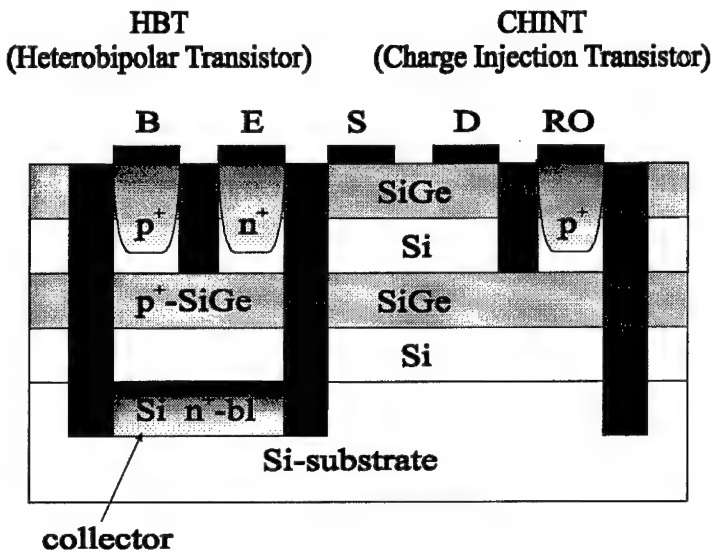 HBT
(Heterobipolar Transistor)
CHINT
(Charge Injection Transistor)
B E S D RO
p+ n+ SiGe p+
Si
p+-SiGe SiGe
Si
Si n+-bl
Si-substrate
collector